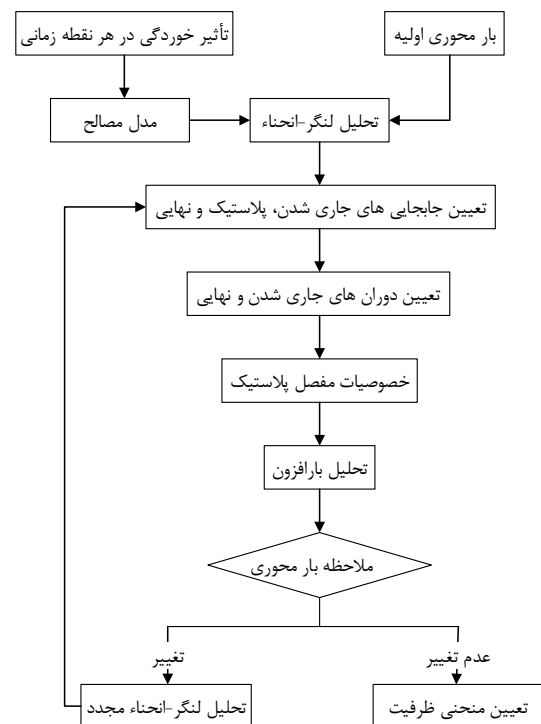 تأثیر خوردگی در هر نقطه زمانی
بار محوری اولیه
مدل مصالح
تحلیل لنگر-انحناء
تعیین جابجایی های جاری شدن، پلاستیک و نهایی
تعیین دوران های جاری شدن و نهایی
خصوصیات مفصل پلاستیک
تحلیل بارافزون
ملاحظه بار محوری
عدم تغییر
تغییر
تعیین منحنی ظرفیت
تحلیل لنگر-انحناء مجدد